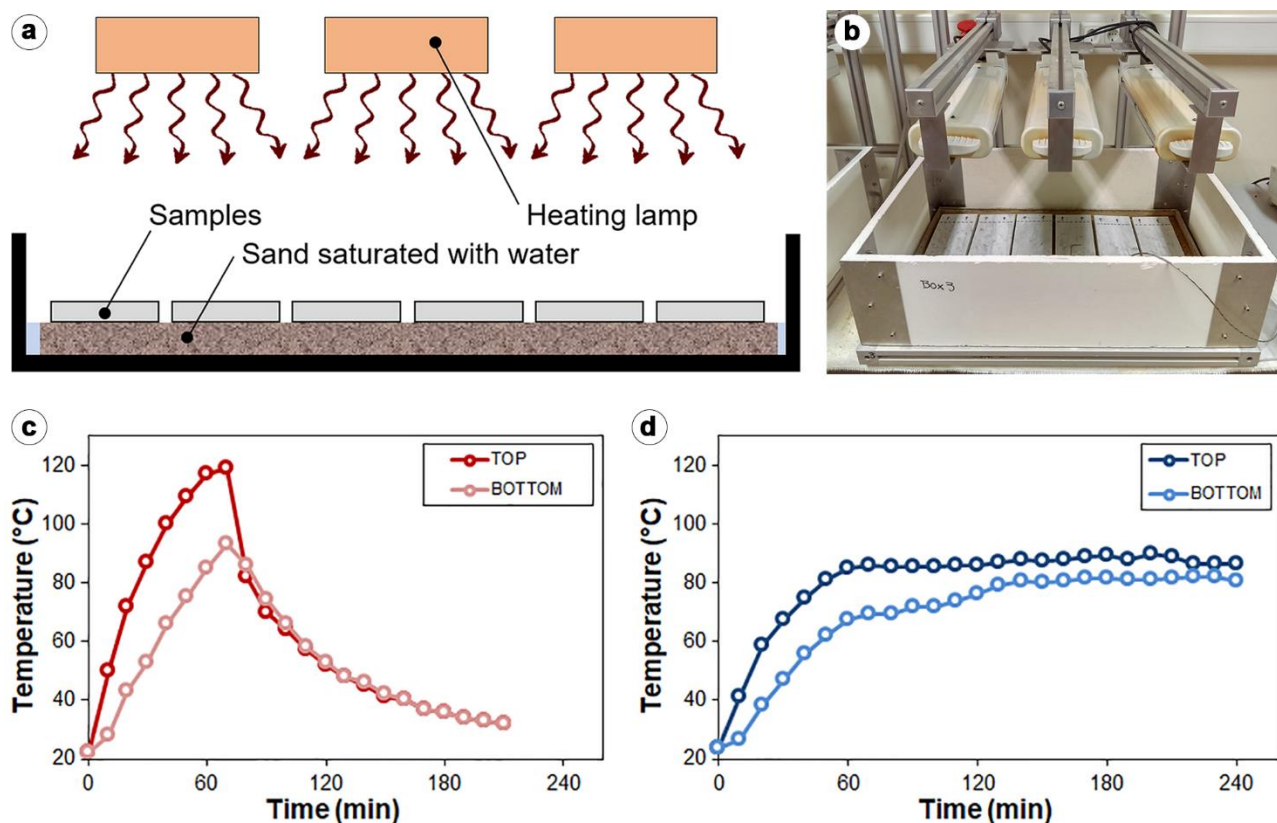 a
Samples
Heating lamp
Sand saturated with water
b
Box 3
c
TOP
BOTTOM
Temperature (°C)
120
100
80
60
40
20
0 60 120 180 240
Time (min)
d
TOP
BOTTOM
Temperature (°C)
120
100
80
60
40
20
0 60 120 180 240
Time (min)